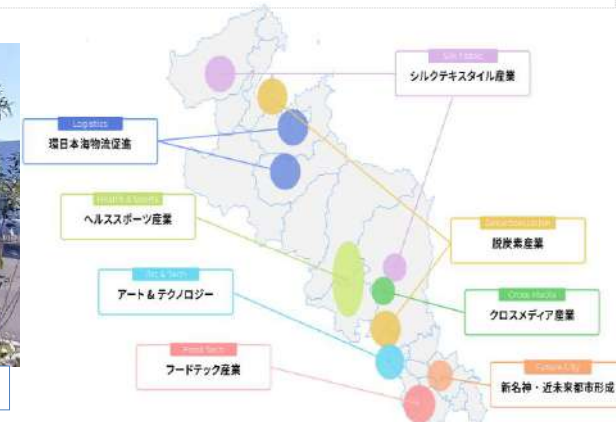 Silk Fabric
シルクテキスタイル産業
Logistics
環日本海物流促進
Health & Sports
ヘルススポーツ産業
Decarbonization
脱炭素産業
Art & Tech
アート & テクノロジー
Cross Media
クロスメディア産業
Food Tech
フードテック産業
Future City
新名神・近未来都市形成